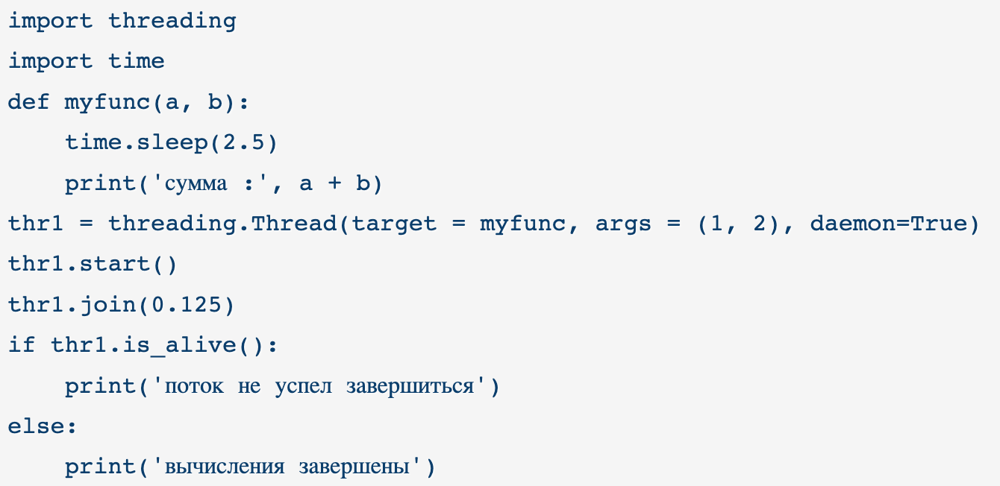 import threading
import time
def myfunc(a, b):
    time.sleep(2.5)
    print('сумма :', a + b)
thr1 = threading.Thread(target = myfunc, args = (1, 2), daemon=True)
thr1.start()
thr1.join(0.125)
if thr1.is_alive():
    print('поток не успел завершиться')
else:
    print('вычисления завершены')